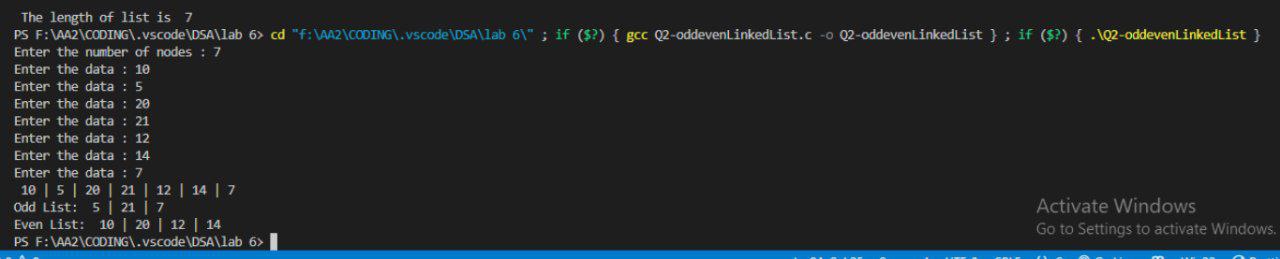 The length of list is  7
PS F:\AA2\CODING\.vscode\DSA\lab 6> cd "f:\AA2\CODING\.vscode\DSA\lab 6\" ; if ($?) { gcc Q2-oddevenLinkedList.c -o Q2-oddevenLinkedList } ; if ($?) { .\Q2-oddevenLinkedList }
Enter the number of nodes : 7
Enter the data : 10
Enter the data : 5
Enter the data : 20
Enter the data : 21
Enter the data : 12
Enter the data : 14
Enter the data : 7
 10 | 5 | 20 | 21 | 12 | 14 | 7
Odd List:  5 | 21 | 7
Even List:  10 | 20 | 12 | 14
PS F:\AA2\CODING\.vscode\DSA\lab 6>
Activate Windows
Go to Settings to activate Windows.